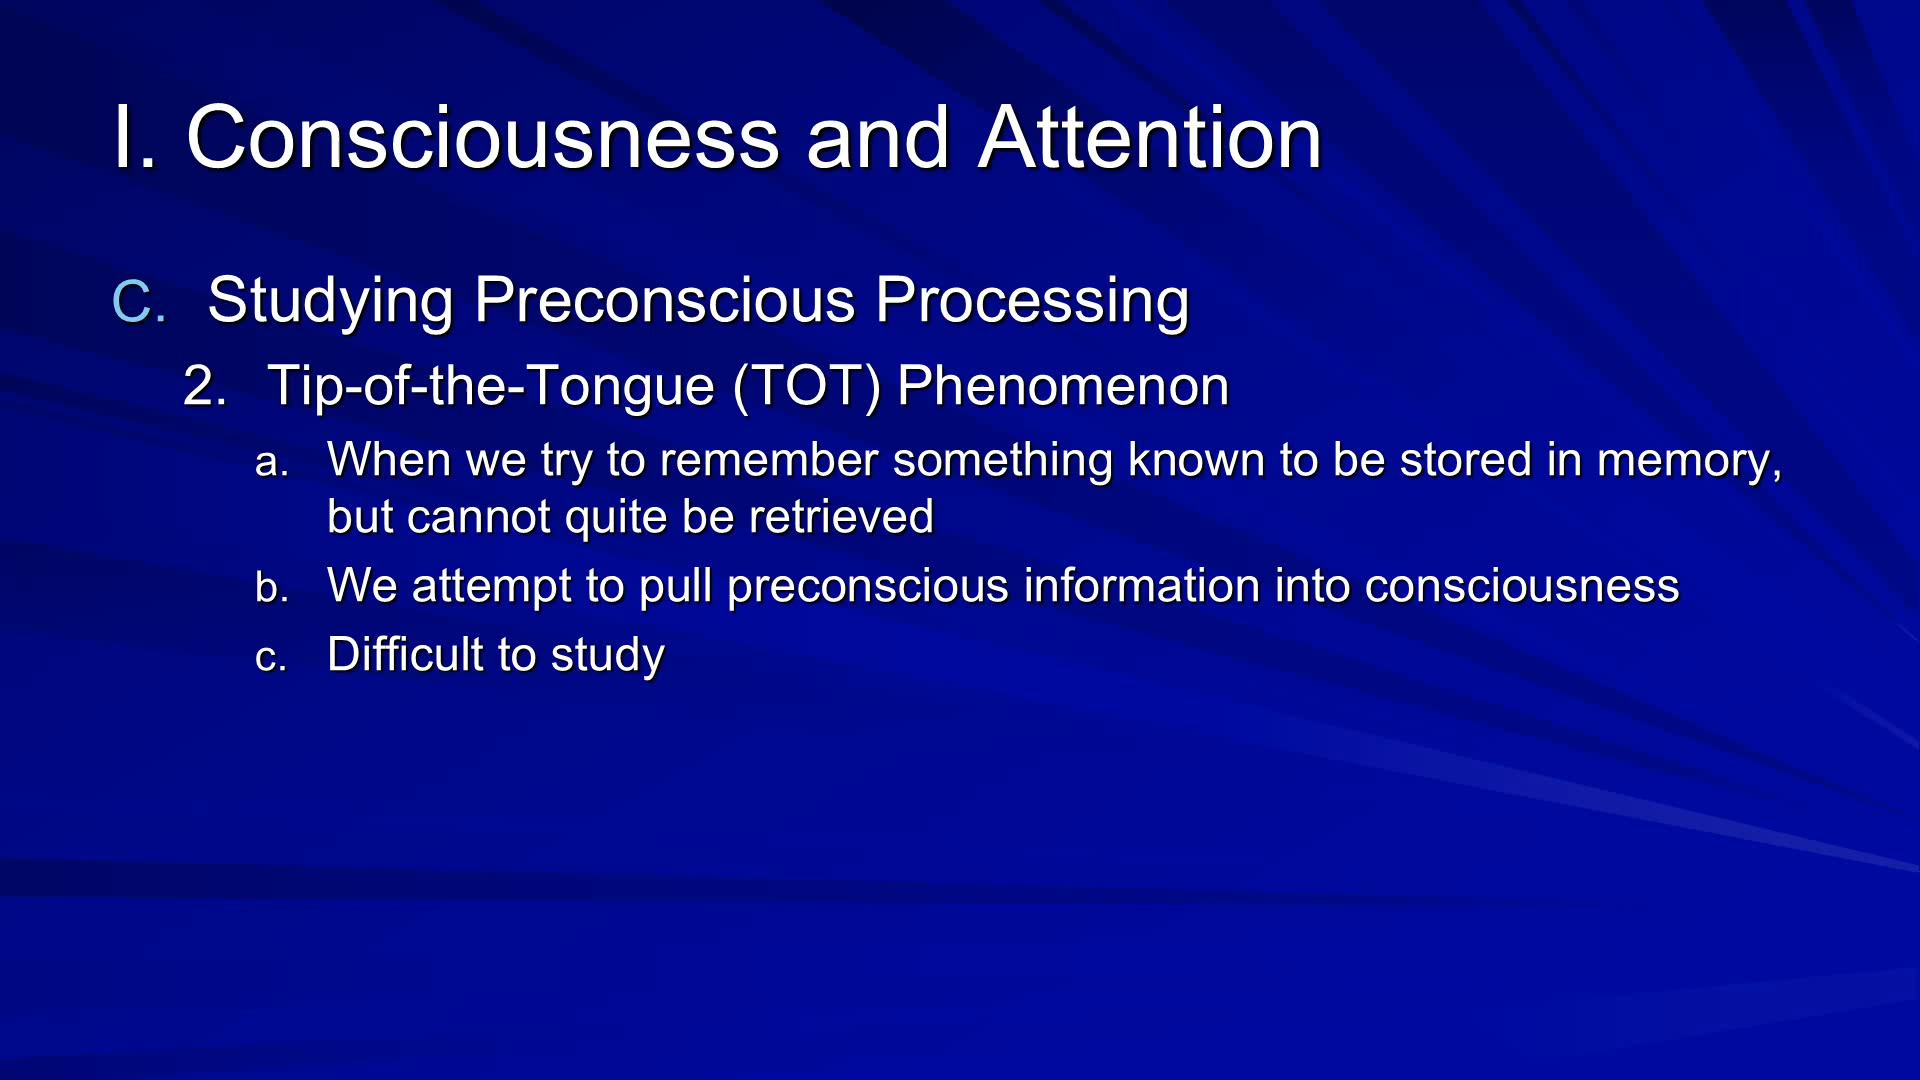 I. Consciousness and Attention
C. Studying Preconscious Processing
2. Tip-of-the-Tongue (TOT) Phenomenon
a. When we try to remember something known to be stored in memory,
but cannot quite be retrieved
b. We attempt to pull preconscious information into consciousness
c. Difficult to study